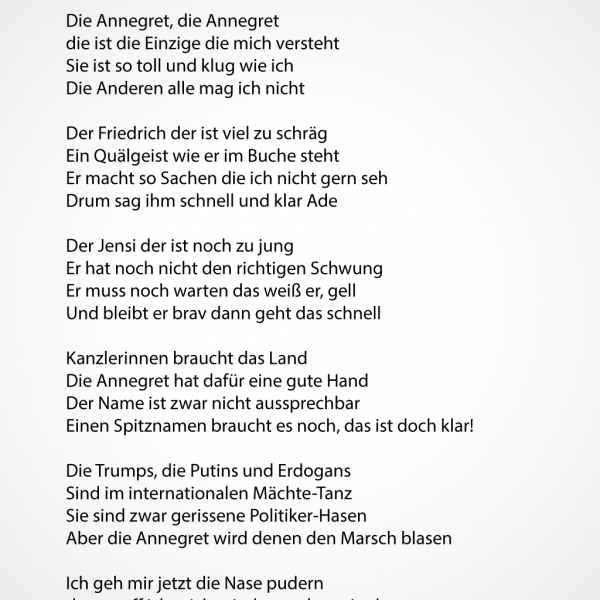 Die Annegret, die Annegret
die ist die Einzige die mich versteht
Sie ist so toll und klug wie ich
Die Anderen alle mag ich nicht
Der Friedrich der ist viel zu schräg
Ein Quälgeist wie er im Buche steht
Er macht so Sachen die ich nicht gern seh
Drum sag ihm schnell und klar Ade
Der Jensi der ist noch zu jung
Er hat noch nicht den richtigen Schwung
Er muss noch warten das weiß er, gell
Und bleibt er brav dann geht das schnell
Kanzlerinnen braucht das Land
Die Annegret hat dafür eine gute Hand
Der Name ist zwar nicht aussprechbar
Einen Spitznamen braucht es noch, das ist doch klar!
Die Trumps, die Putins und Erdogans
Sind im internationalen Mächte-Tanz
Sie sind zwar gerissene Politiker-Hasen
Aber die Annegret wird denen den Marsch blasen
Ich geh mir jetzt die Nase pudern